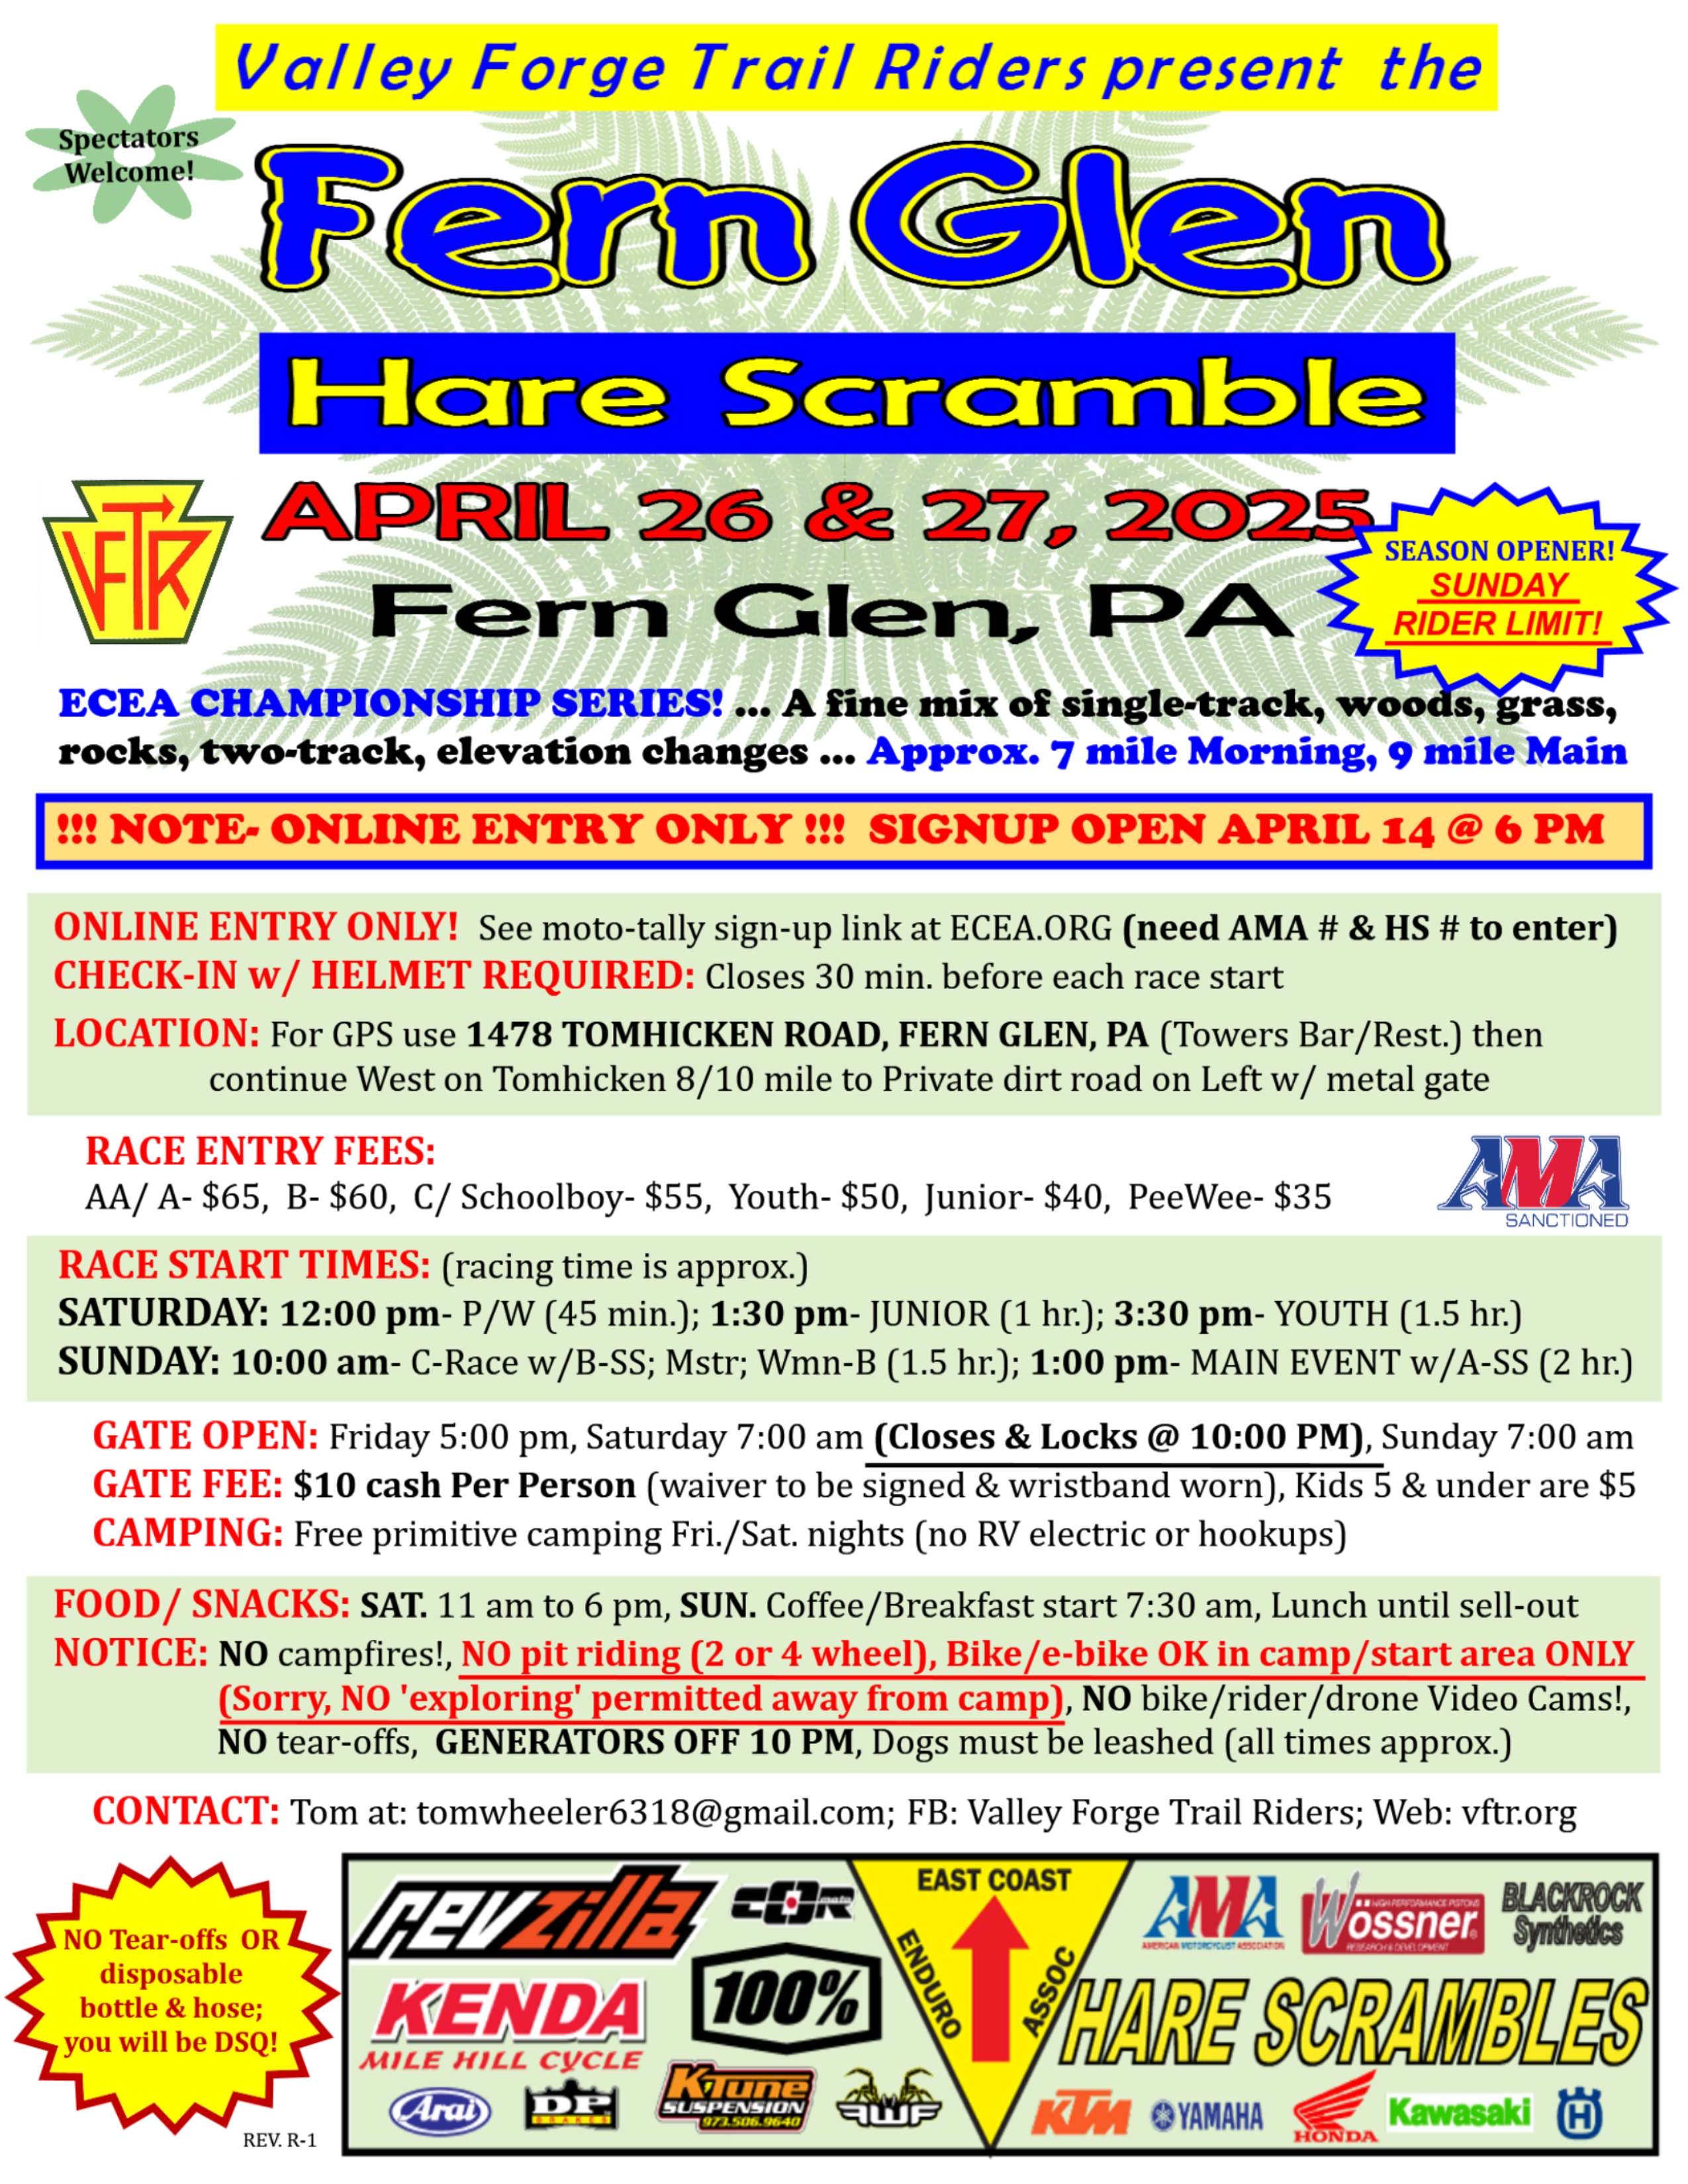 Valley Forge Trail Riders present the
Spectators
Welcome!
Fern Glen
Hare Scramble
VFTR
APRIL 26 & 27, 2025
Fern Glen, PA
SEASON OPENER!
SUNDAY
RIDER LIMIT!
ECEA CHAMPIONSHIP SERIES! ... A fine mix of single-track, woods, grass,
rocks, two-track, elevation changes ... Approx. 7 mile Morning, 9 mile Main
!!! NOTE- ONLINE ENTRY ONLY !!! SIGNUP OPEN APRIL 14 @ 6 PM
ONLINE ENTRY ONLY! See moto-tally sign-up link at ECEA.ORG (need AMA # & HS # to enter)
CHECK-IN w/ HELMET REQUIRED: Closes 30 min. before each race start
LOCATION: For GPS use 1478 TOMHICKEN ROAD, FERN GLEN, PA (Towers Bar/Rest.) then
continue West on Tomhicken 8/10 mile to Private dirt road on Left w/ metal gate
RACE ENTRY FEES:
AA/ A- $65, B- $60, C/ Schoolboy- $55, Youth- $50, Junior- $40, PeeWee- $35
AMA
SANCTIONED
RACE START TIMES: (racing time is approx.)
SATURDAY: 12:00 pm- P/W (45 min.); 1:30 pm- JUNIOR (1 hr.); 3:30 pm- YOUTH (1.5 hr.)
SUNDAY: 10:00 am- C-Race w/B-SS; Mstr; Wmn-B (1.5 hr.); 1:00 pm- MAIN EVENT w/A-SS (2 hr.)
GATE OPEN: Friday 5:00 pm, Saturday 7:00 am (Closes & Locks @ 10:00 PM), Sunday 7:00 am
GATE FEE: $10 cash Per Person (waiver to be signed & wristband worn), Kids 5 & under are $5
CAMPING: Free primitive camping Fri./Sat. nights (no RV electric or hookups)
FOOD/ SNACKS: SAT. 11 am to 6 pm, SUN. Coffee/Breakfast start 7:30 am, Lunch until sell-out
NOTICE: NO campfires!, NO pit riding (2 or 4 wheel), Bike/e-bike OK in camp/start area ONLY
(Sorry, NO 'exploring' permitted away from camp), NO bike/rider/drone Video Cams!,
NO tear-offs, GENERATORS OFF 10 PM, Dogs must be leashed (all times approx.)
CONTACT: Tom at: tomwheeler6318@gmail.com; FB: Valley Forge Trail Riders; Web: vftr.org
NO Tear-offs OR
disposable
bottle & hose;
you will be DSQ!
REV. R-1
revzilla
COR moto
KENDA
100%
MILE HILL CYCLE
Arai
DP
BRAKES
K-Tune
SUSPENSION
973.506.9640
FWF
EAST COAST
ENDURO
ASSOC
AMA
AMERICAN MOTORCYCLIST ASSOCIATION
Wössner
HIGH PERFORMANCE PISTONS
RESEARCH & DEVELOPMENT
BLACKROCK
Synthetics
HARE SCRAMBLES
KTM
YAMAHA
HONDA
Kawasaki
H